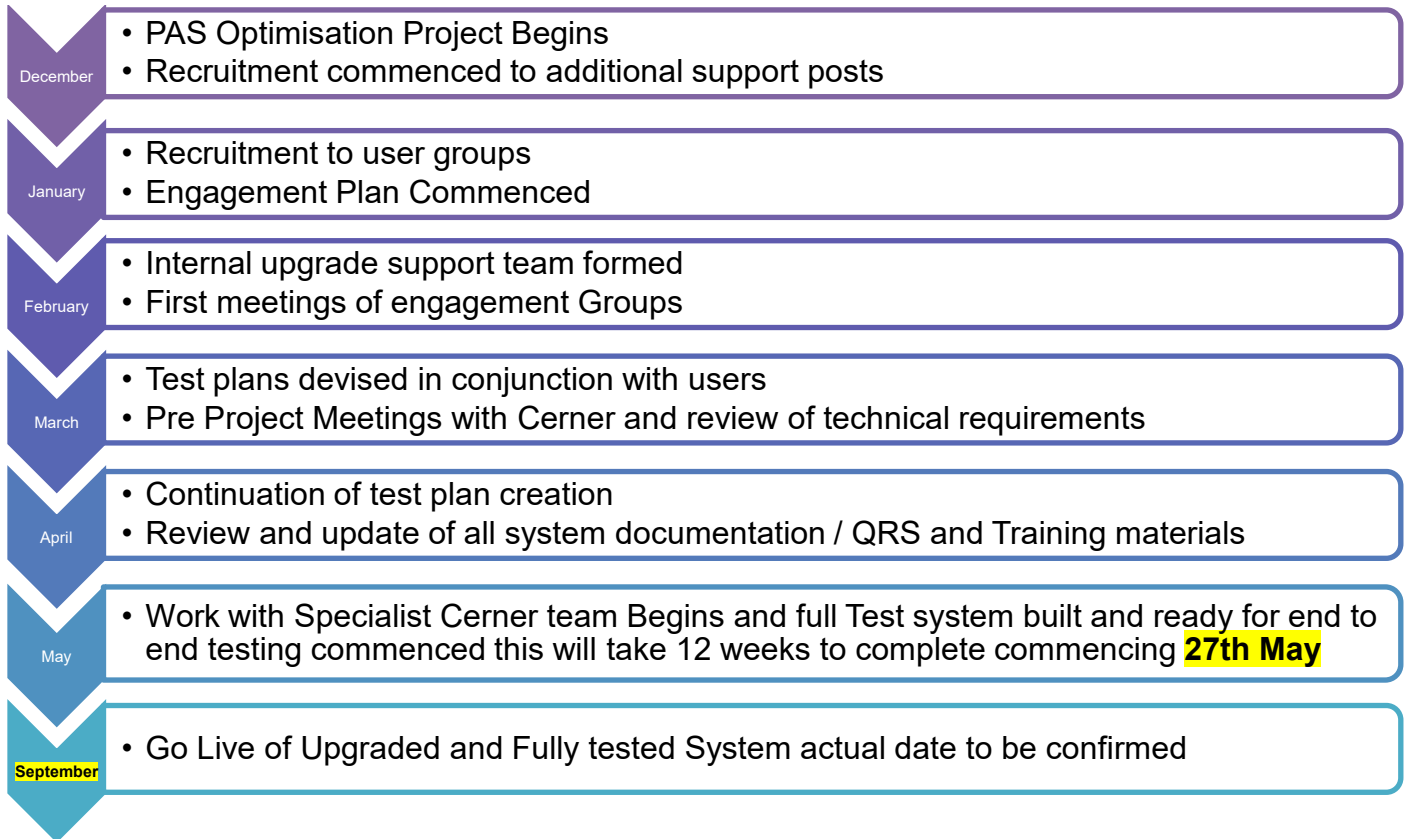 December
• PAS Optimisation Project Begins
• Recruitment commenced to additional support posts
January
• Recruitment to user groups
• Engagement Plan Commenced
February
• Internal upgrade support team formed
• First meetings of engagement Groups
March
• Test plans devised in conjunction with users
• Pre Project Meetings with Cerner and review of technical requirements
April
• Continuation of test plan creation
• Review and update of all system documentation / QRS and Training materials
May
• Work with Specialist Cerner team Begins and full Test system built and ready for end to
end testing commenced this will take 12 weeks to complete commencing 27th May
September
• Go Live of Upgraded and Fully tested System actual date to be confirmed